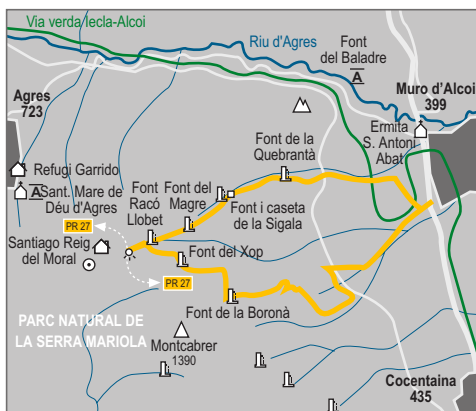 Via verda Iecla-Alcoi
Riu d'Agres
Font
del Baladre
A
Agres
723
Muro d'Alcoi
399
Ermita
S. Antoni
Abat
Font de la
Quebrantà
Refugi Garrido
A
Sant. Mare de
Déu d'Agres
Font
Racó
Llobet
Font del
Magre
Font i caseta
de la Sigala
PR 27
Santiago Reig
del Moral
Font del Xop
PR 27
Font de la Boronà
PARC NATURAL DE
LA SERRA MARIOLA
Montcabrer
1390
Cocentaina
435